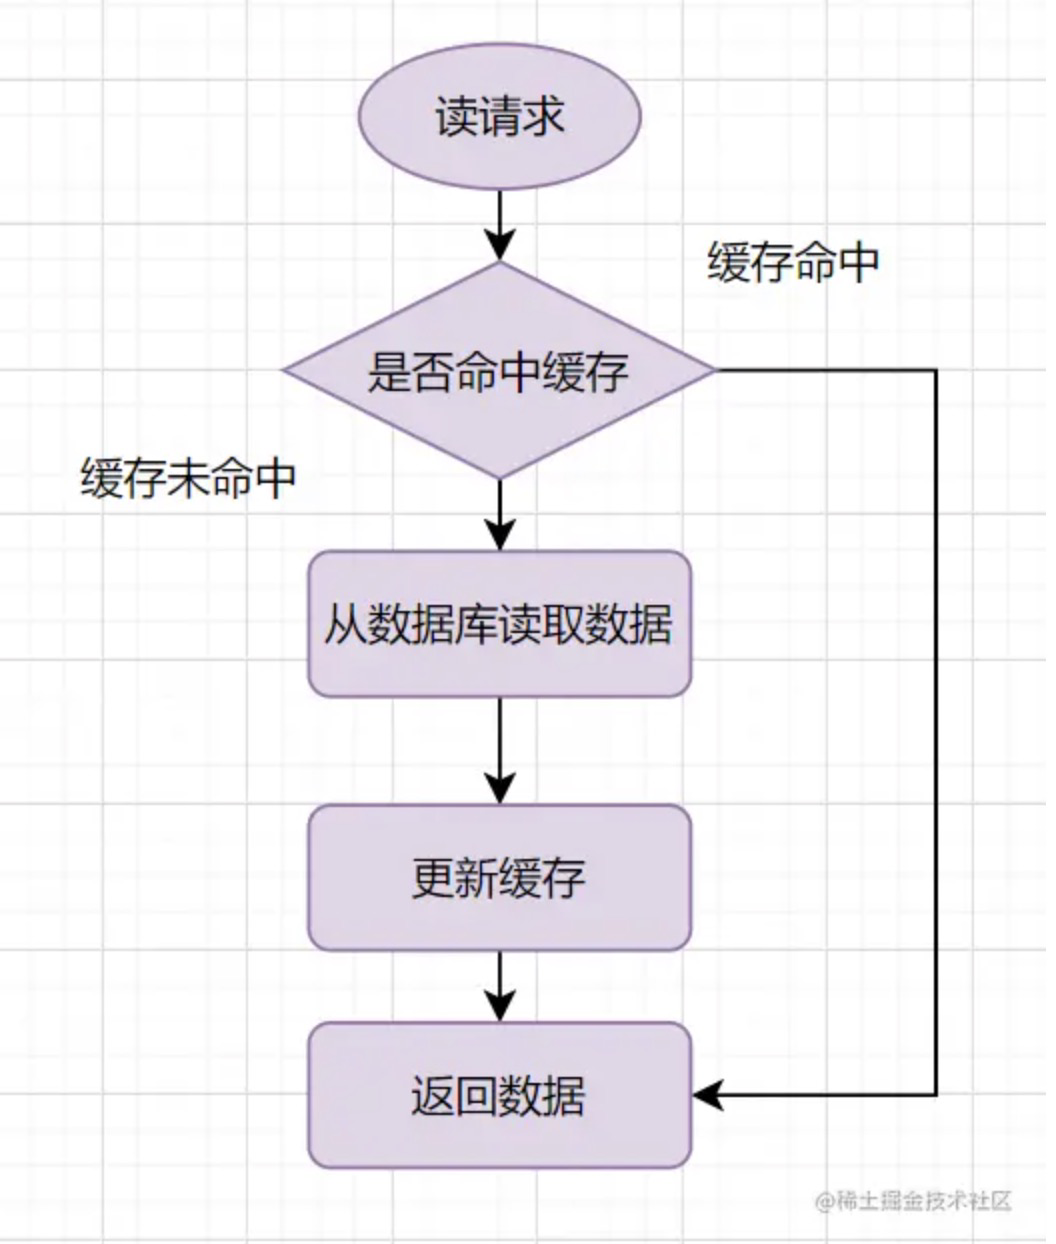 读请求
缓存命中
是否命中缓存
缓存未命中
从数据库读取数据
更新缓存
返回数据
@稀土掘金技术社区